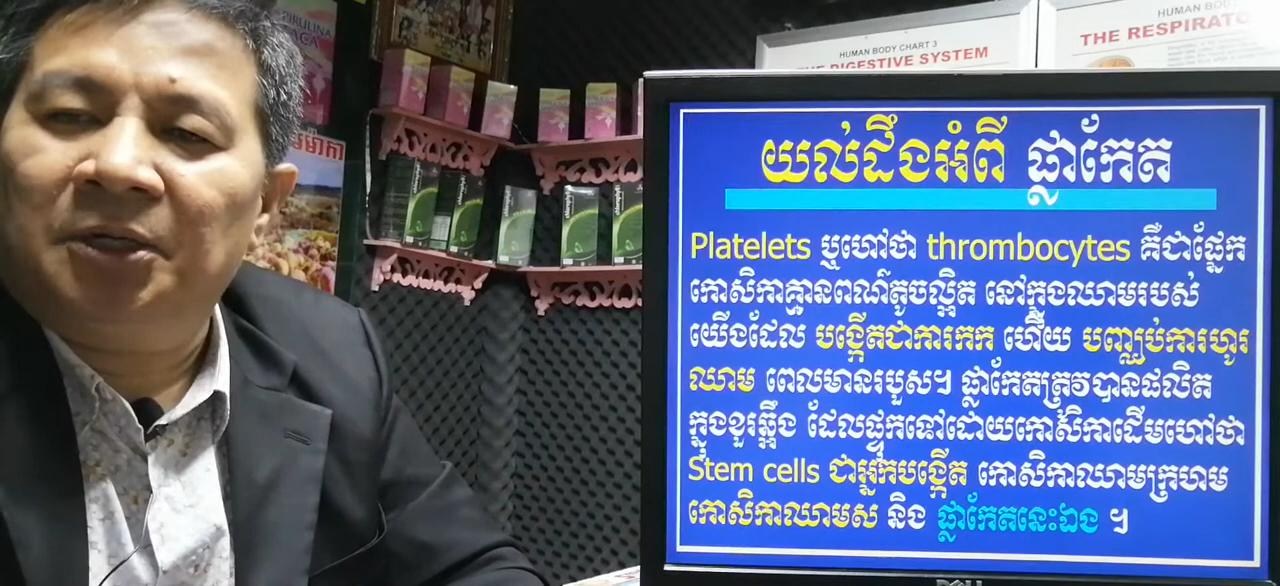 PIRULINA
ACA
HUMAN BODY CHART 3
THE DIGESTIVE SYSTEM
HUMAN BODY
THE RESPIRATO
យល់ដឹងអំពី ផ្លាកែត
Platelets ឬហៅថា thrombocytes គឺជាផ្នែក
កោសិកាគ្មានពណ៌តូចល្អិត នៅក្នុងឈាមរបស់
យើងដែល បង្កើតជាការកក ហើយ បញ្ឈប់ការហូរ
ឈាម ពេលមានរបួស។ ផ្លាកែតត្រូវបានផលិត
ក្នុងខួរឆ្អឹង ដែលផ្ទុកទៅដោយកោសិកាដើមហៅថា
Stem cells ជាអ្នកបង្កើត កោសិកាឈាមក្រហម
កោសិកាឈាមស និង ផ្លាកែតនេះឯង ។